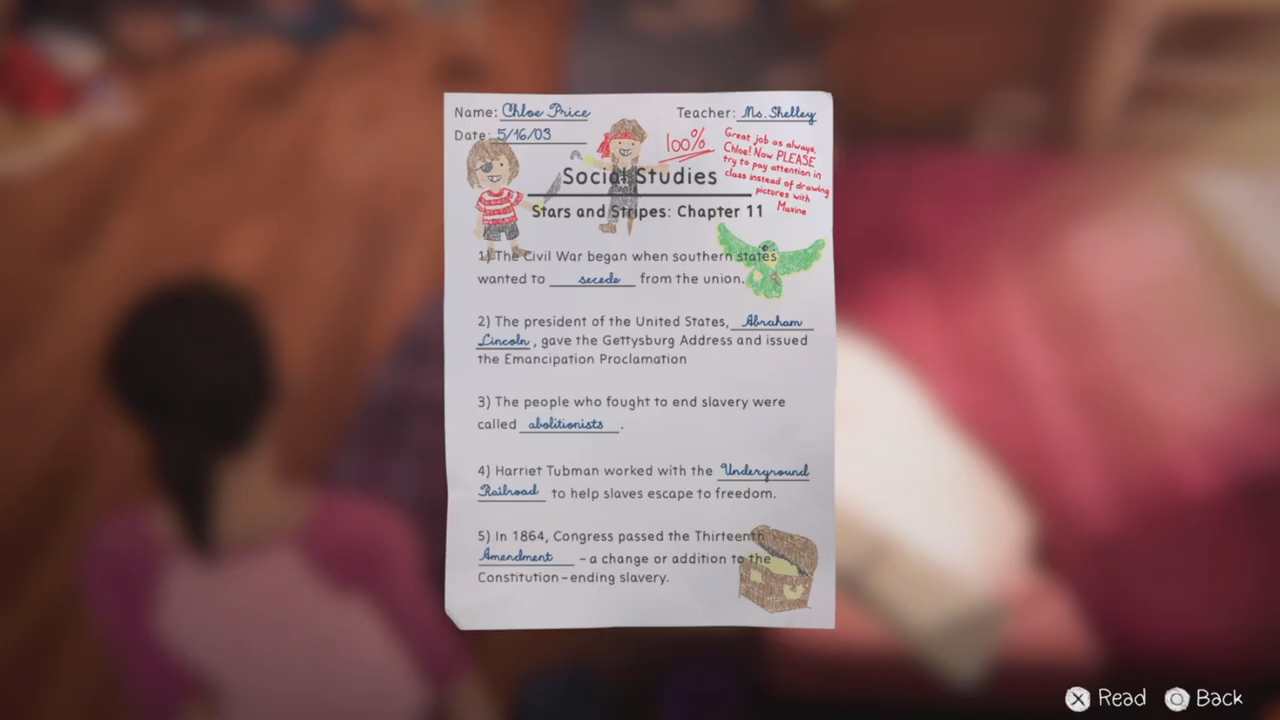 Name: Chloe Price
Teacher: Ms. Shelley
Date: 5/16/03
100%
Great job as always,
Chloe! Now PLEASE
try to pay attention in
class instead of drawing
pictures with
Maxine
Social Studies
Stars and Stripes: Chapter 11
1) The Civil War began when southern states
wanted to secede from the union.
2) The president of the United States, Abraham
Lincoln, gave the Gettysburg Address and issued
the Emancipation Proclamation
3) The people who fought to end slavery were
called abolitionists.
4) Harriet Tubman worked with the Underground
Railroad to help slaves escape to freedom.
5) In 1864, Congress passed the Thirteenth
Amendment – a change or addition to the
Constitution – ending slavery.
Read Back